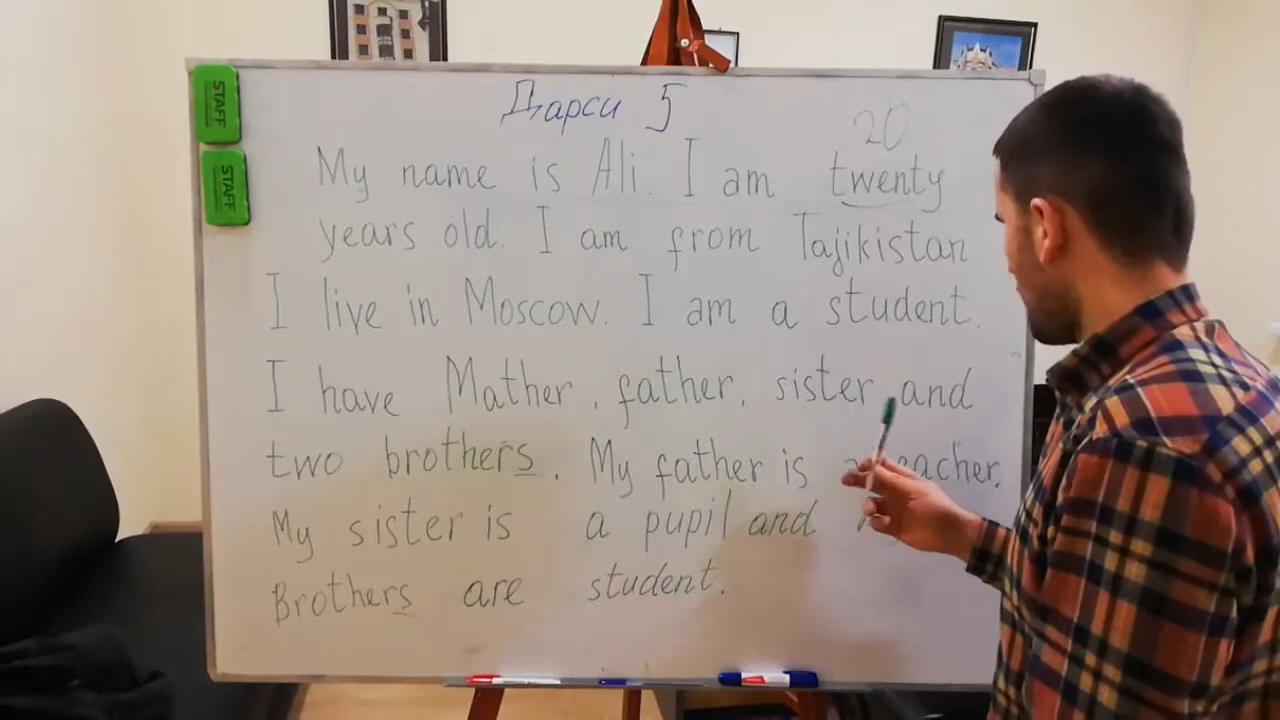 STAFF
STAFF
Дарси 5
20
My name is Ali. I am twenty
years old. I am from Tajikistan
I live in Moscow. I am a student.
I have Mather, father, sister and
two brothers. My father is
My sister is a pupil and
Brothers are student.